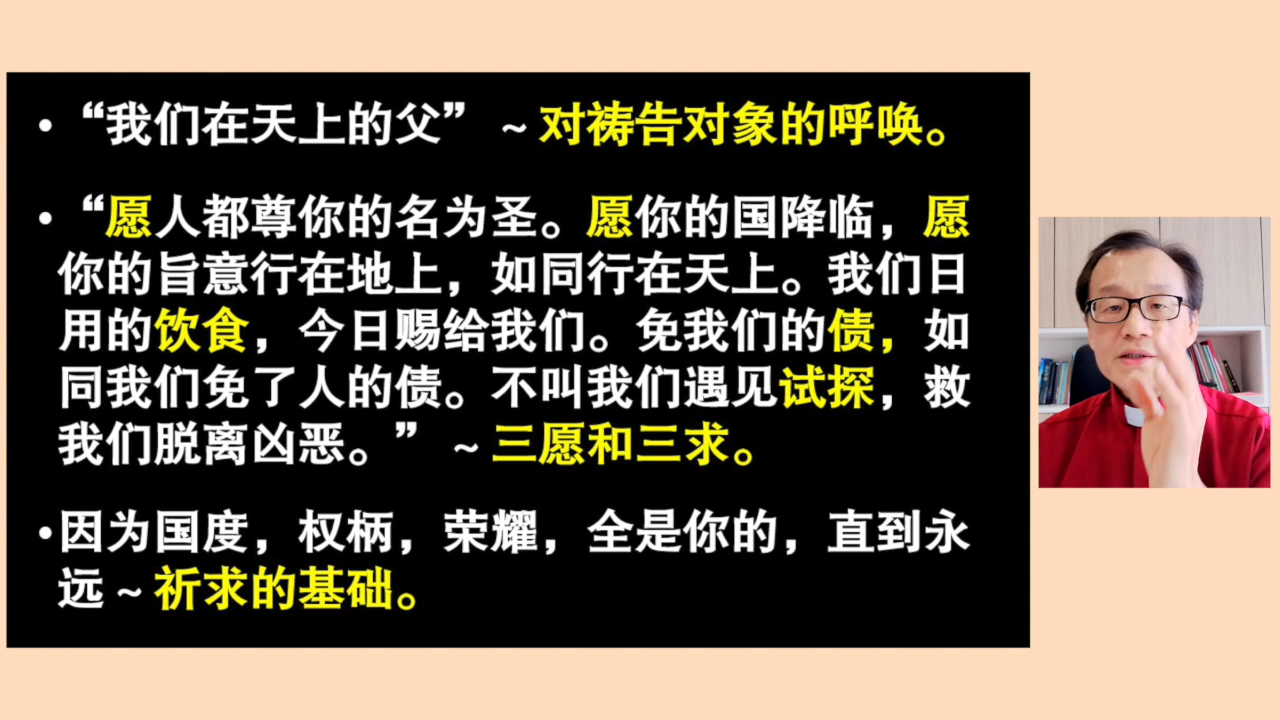 • “我们在天上的父” ~ 对祷告对象的呼唤。
• “愿人都尊你的名为圣。愿你的国降临，愿
你的旨意行在地上，如同行在天上。我们日
用的饮食，今日赐给我们。免我们的债，如
同我们免了人的债。不叫我们遇见试探，救
我们脱离凶恶。” ~ 三愿和三求。
• 因为国度，权柄，荣耀，全是你的，直到永
远 ~ 祈求的基础。